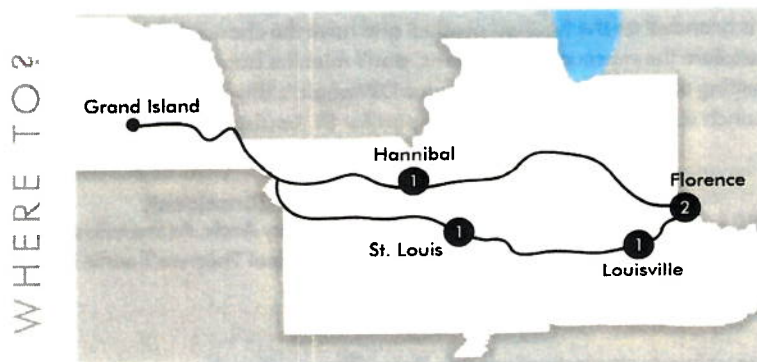 WHERE TO?
Grand Island
Hannibal
1
Florence
2
St. Louis
1
Louisville
1